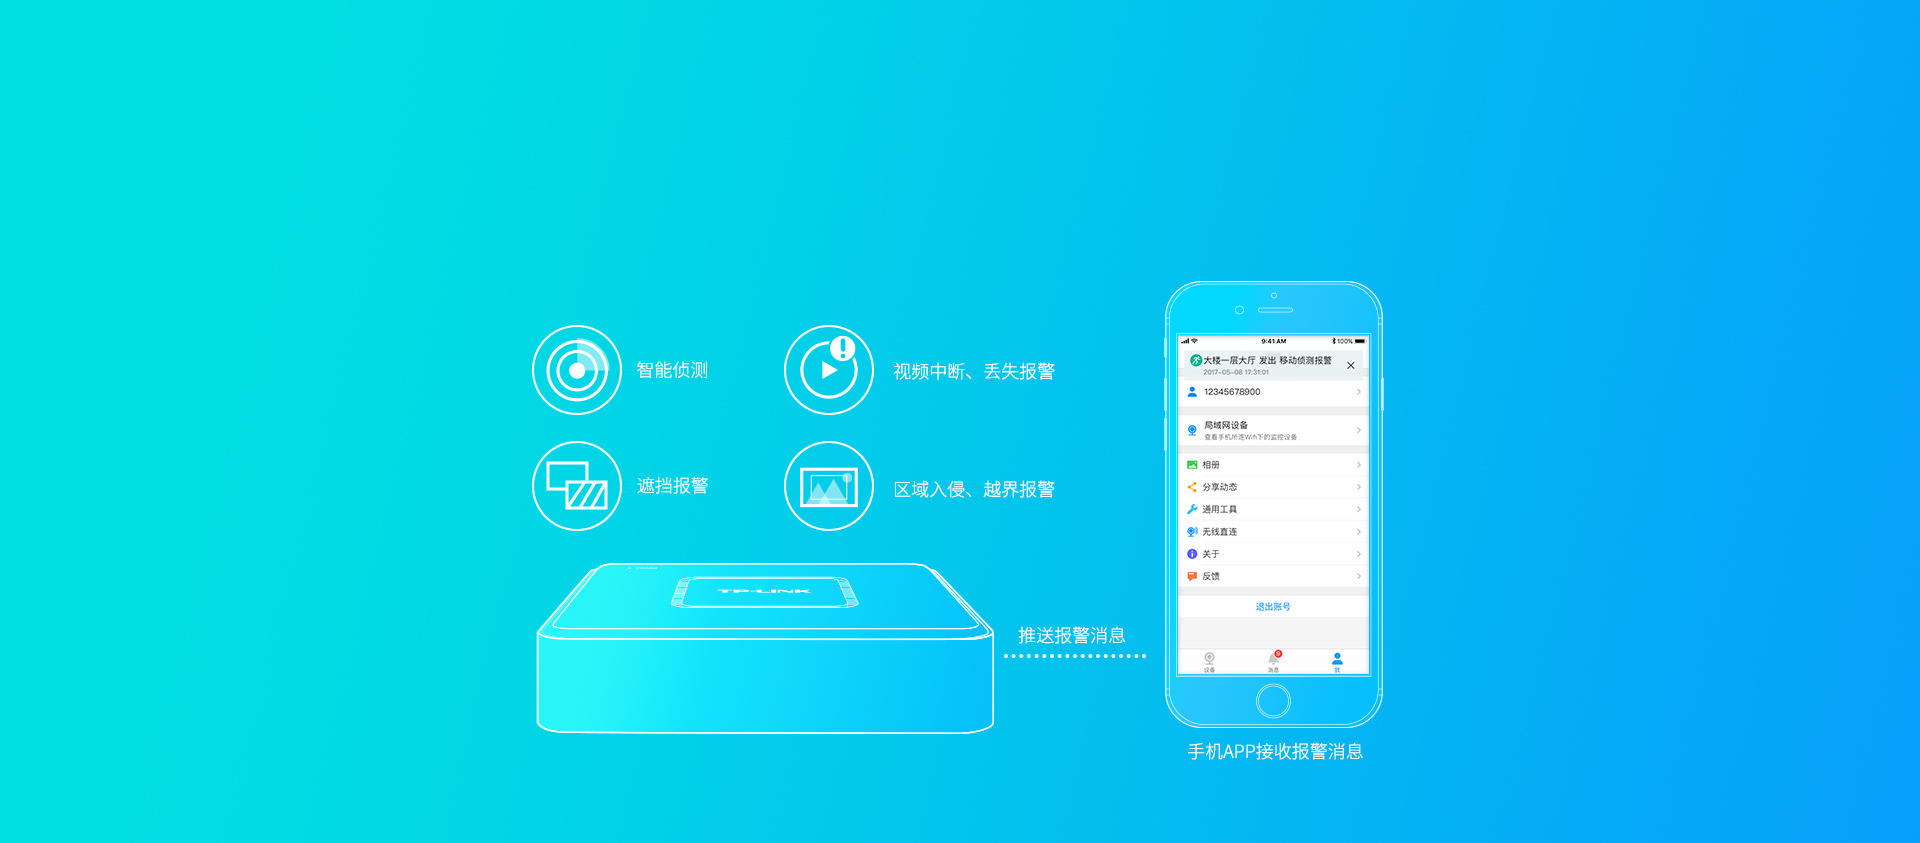 智能侦测
视频中断、丢失报警
遮挡报警
区域入侵、越界报警
TP-LINK
推送报警消息
9:41 AM
100%
大楼一层大厅 发出 移动侦测报警
2017-05-08 17:31:01
12345678900
局域网设备
查看手机所连Wifi下的监控设备
相册
分享动态
通用工具
无线直连
关于
反馈
退出账号
设备
消息
我
手机APP接收报警消息